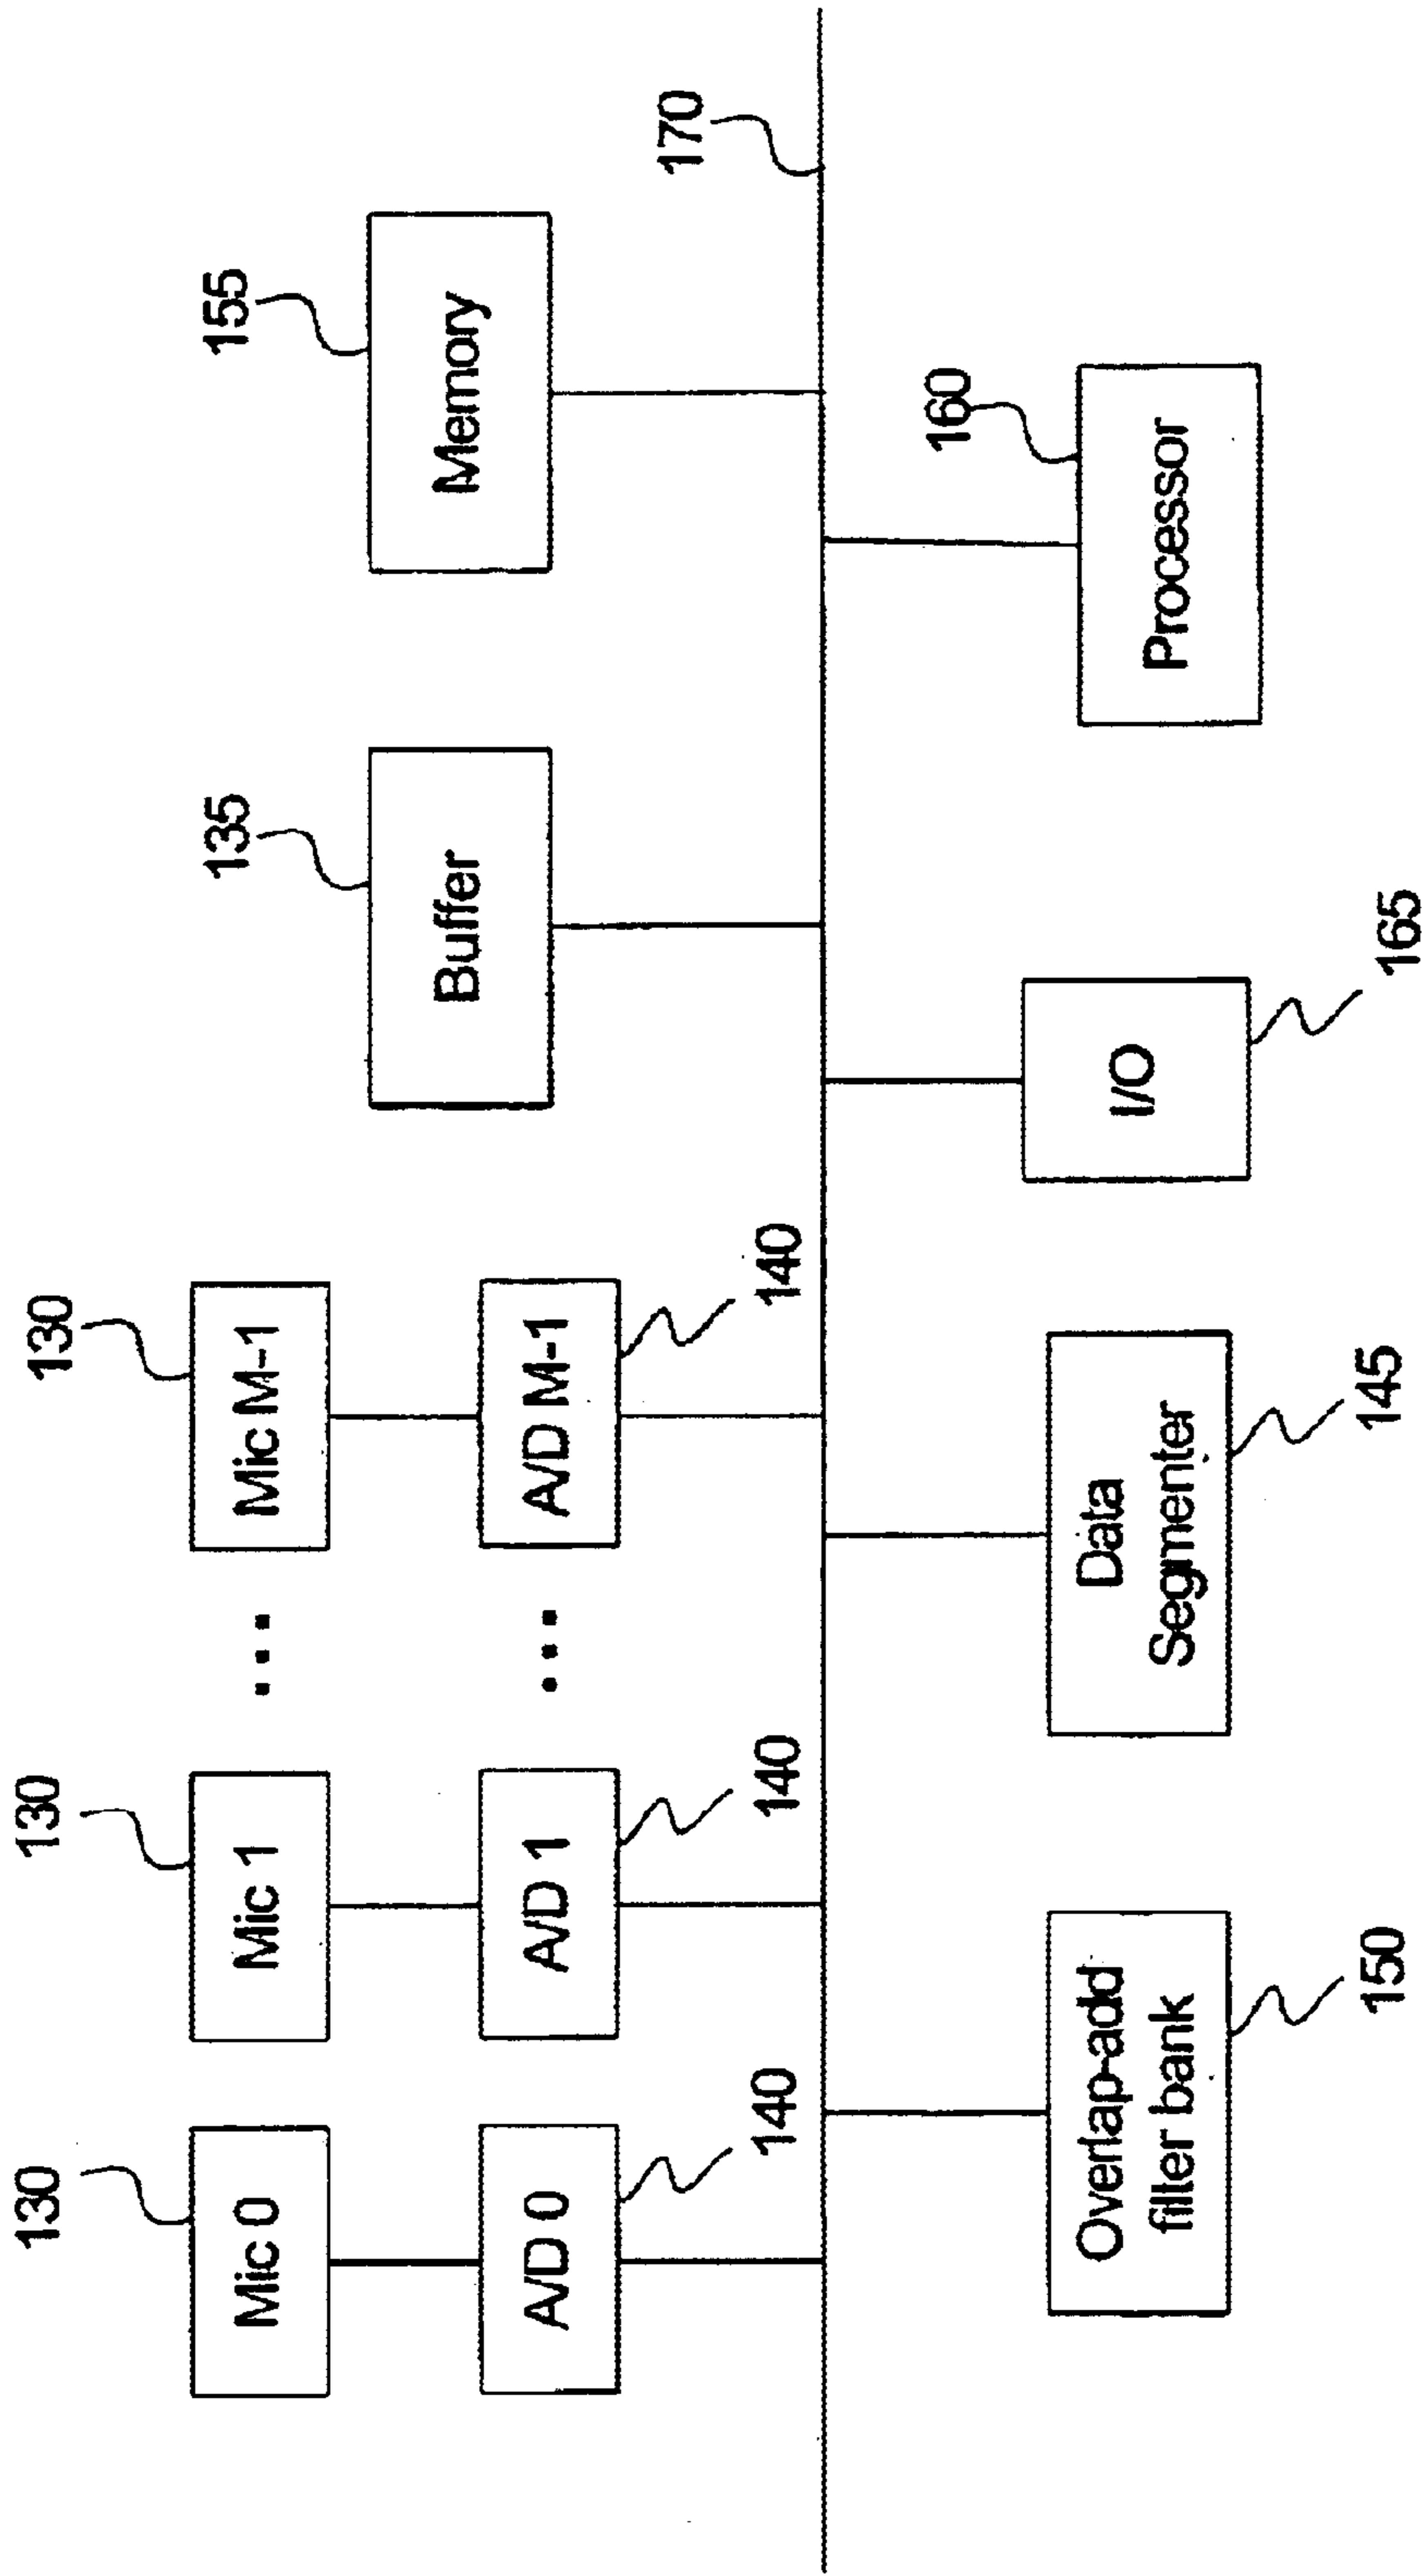 130
130
130
135
155
Mic 0
Mic 1
...
Mic M-1
Buffer
Memory
A/D 0
A/D 1
...
A/D M-1
140
140
140
170
160
Overlap-add
filter bank
Data
Segmenter
I/O
Processor
150
145
165